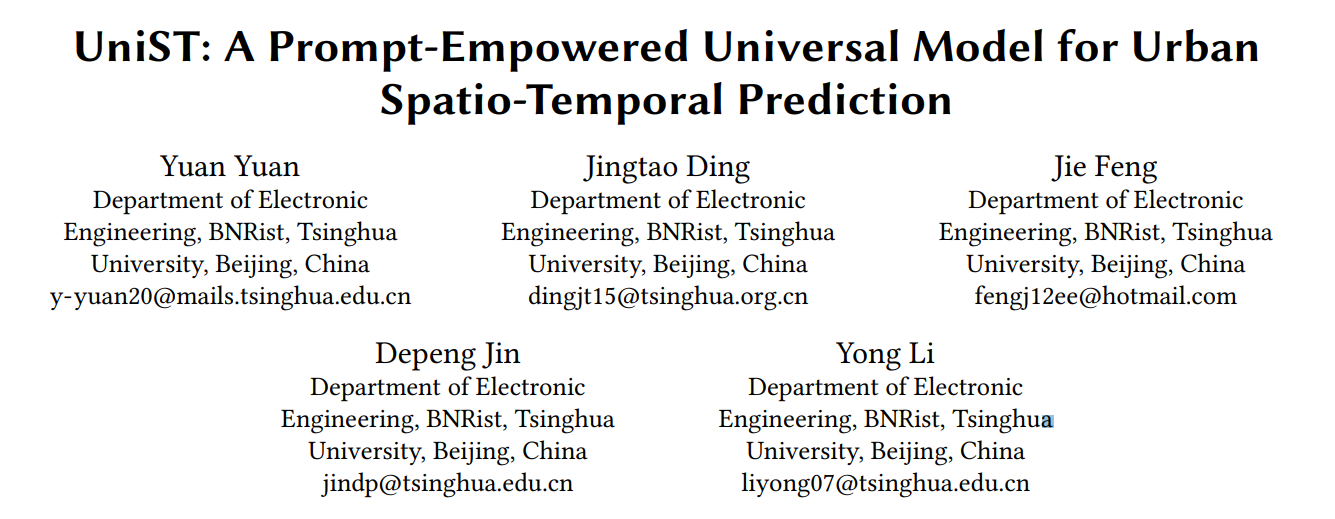 UniST: A Prompt-Empowered Universal Model for Urban
Spatio-Temporal Prediction
Yuan Yuan
Department of Electronic
Engineering, BNRist, Tsinghua
University, Beijing, China
y-yuan20@mails.tsinghua.edu.cn
Jingtao Ding
Department of Electronic
Engineering, BNRist, Tsinghua
University, Beijing, China
dingjt15@tsinghua.org.cn
Jie Feng
Department of Electronic
Engineering, BNRist, Tsinghua
University, Beijing, China
fengj12ee@hotmail.com
Depeng Jin
Department of Electronic
Engineering, BNRist, Tsinghua
University, Beijing, China
jindp@tsinghua.edu.cn
Yong Li
Department of Electronic
Engineering, BNRist, Tsinghua
University, Beijing, China
liyong07@tsinghua.edu.cn